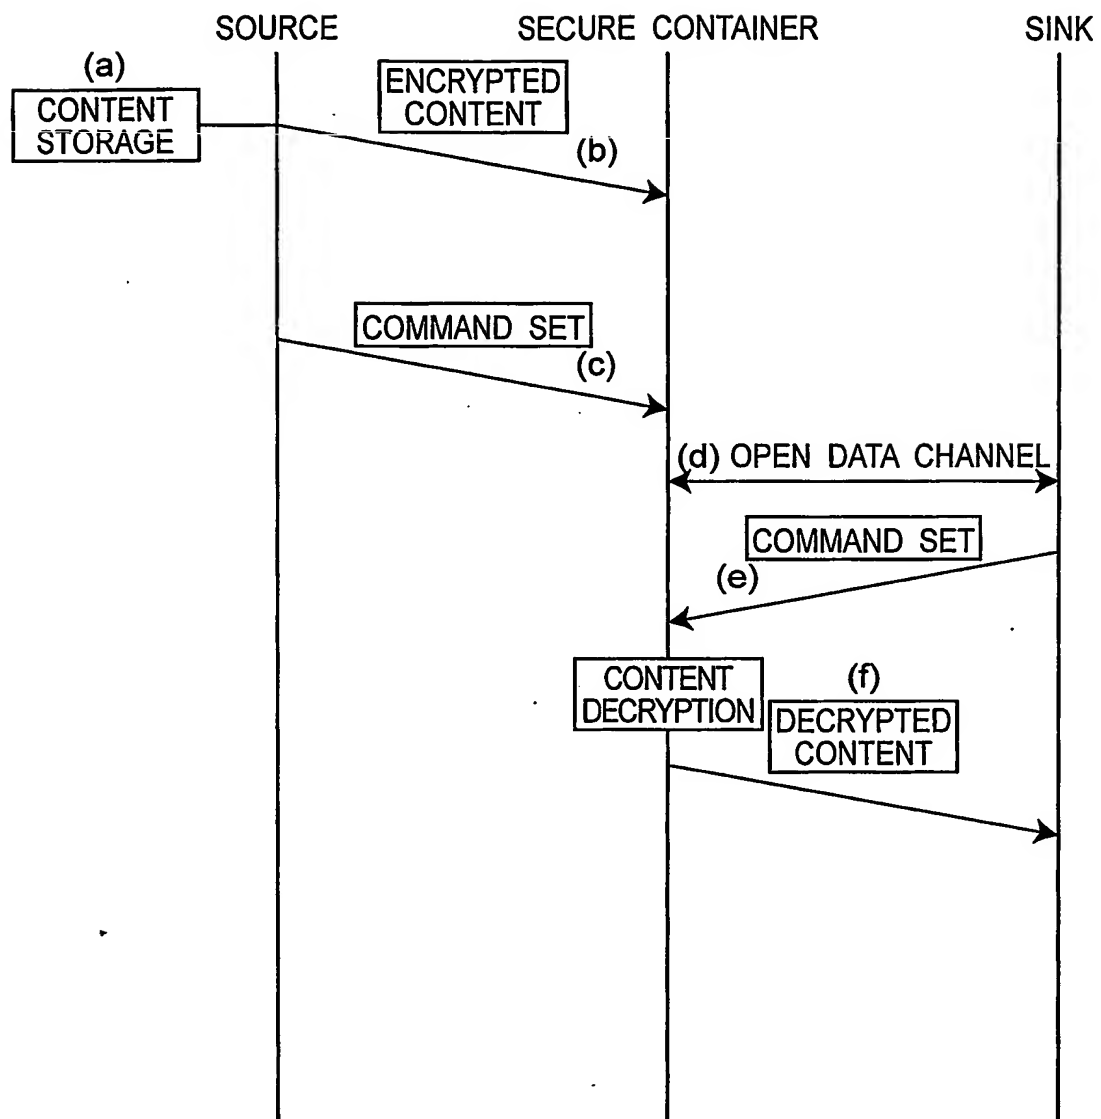 SOURCE
SECURE CONTAINER
SINK
(a)
CONTENT
STORAGE
ENCRYPTED
CONTENT
(b)
COMMAND SET
(c)
(d) OPEN DATA CHANNEL
COMMAND SET
(e)
CONTENT
DECRYPTION
(f)
DECRYPTED
CONTENT